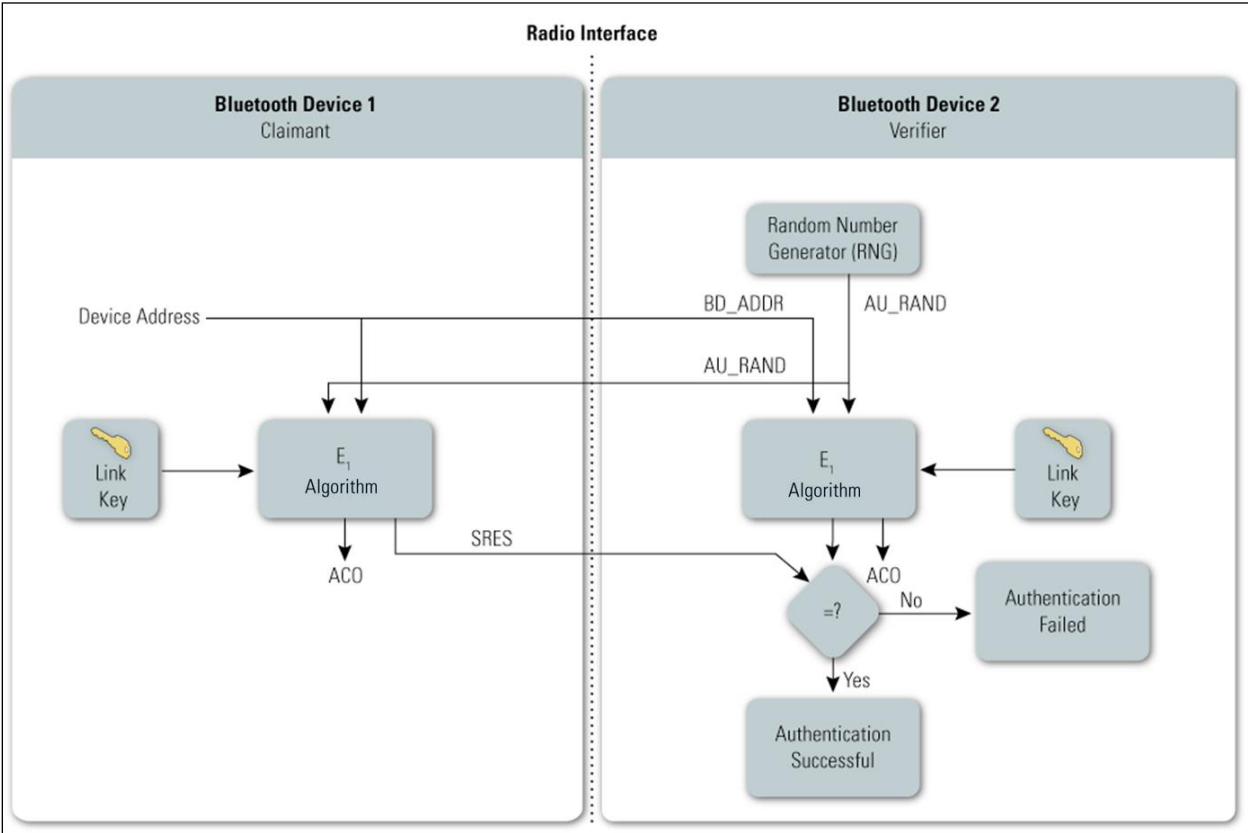 Radio Interface
Bluetooth Device 1
Claimant
Bluetooth Device 2
Verifier
Random Number
Generator (RNG)
Device Address
BD_ADDR
AU_RAND
AU_RAND
Link
Key
E₁
Algorithm
E₁
Algorithm
Link
Key
SRES
ACO
ACO
=?
No
Authentication
Failed
Yes
Authentication
Successful